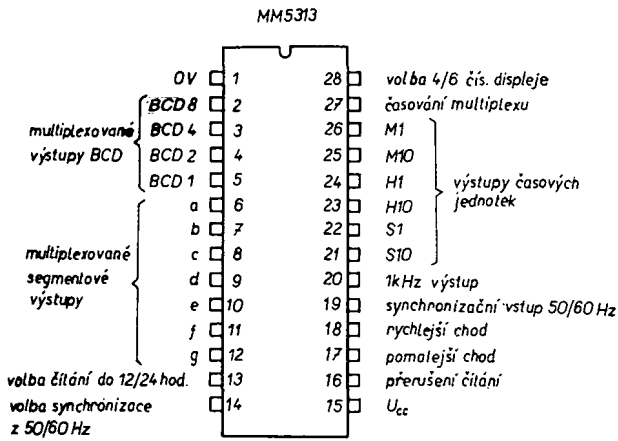 MM5313
0V 1 28 volba 4/6 čís. displeje
BCD 8 2 27 časování multiplexu
multiplexované BCD 4 3 26 M1
výstupy BCD BCD 2 4 25 M10
BCD 1 5 24 H1 výstupy časových
a 6 23 H10 jednotek
b 7 22 S1
multiplexované c 8 21 S10
segmentové d 9 20 1kHz výstup
výstupy e 10 19 synchronizační vstup 50/60 Hz
f 11 18 rychlejší chod
g 12 17 pomalejší chod
volba čítání do 12/24 hod. 13 16 přerušení čítání
volba synchronizace 14 15 Ucc
z 50/60 Hz